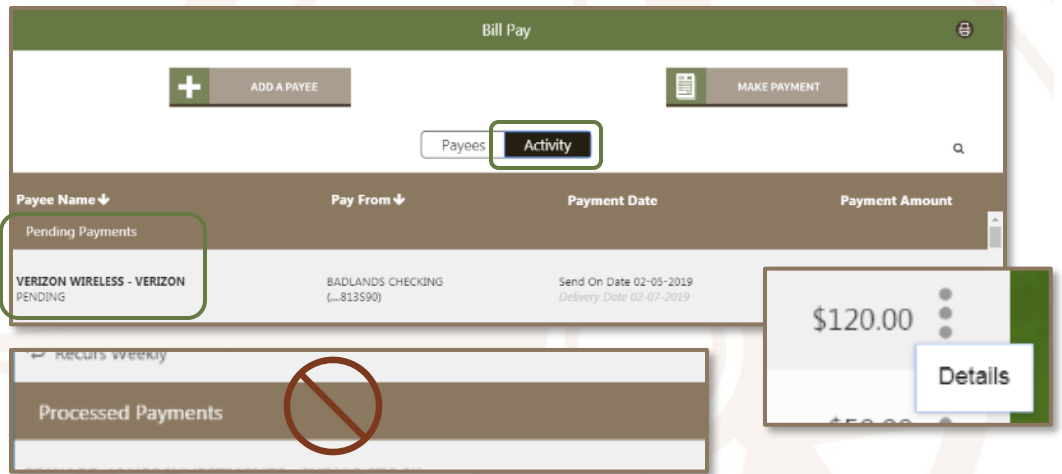 Bill Pay
ADD A PAYEE
MAKE PAYMENT
Payees
Activity
Payee Name Pay From Payment Date Payment Amount
Pending Payments
VERIZON WIRELESS - VERIZON BADLANDS CHECKING Send On Date 02-05-2019
PENDING (....813S90) Delivery Date 02-07-2019
$120.00
Details
Recurs Weekly
Processed Payments